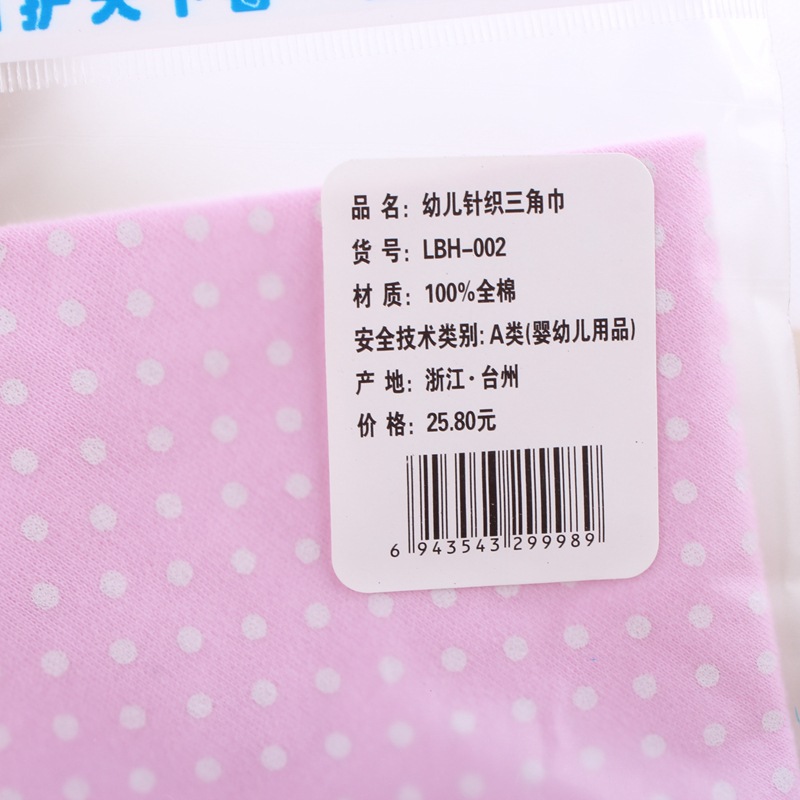 品 名: 幼儿针织三角巾
货 号: LBH-002
材 质: 100%全棉
安全技术类别: A类(婴幼儿用品)
产 地: 浙江·台州
价 格: 25.80元
6 943543 299989